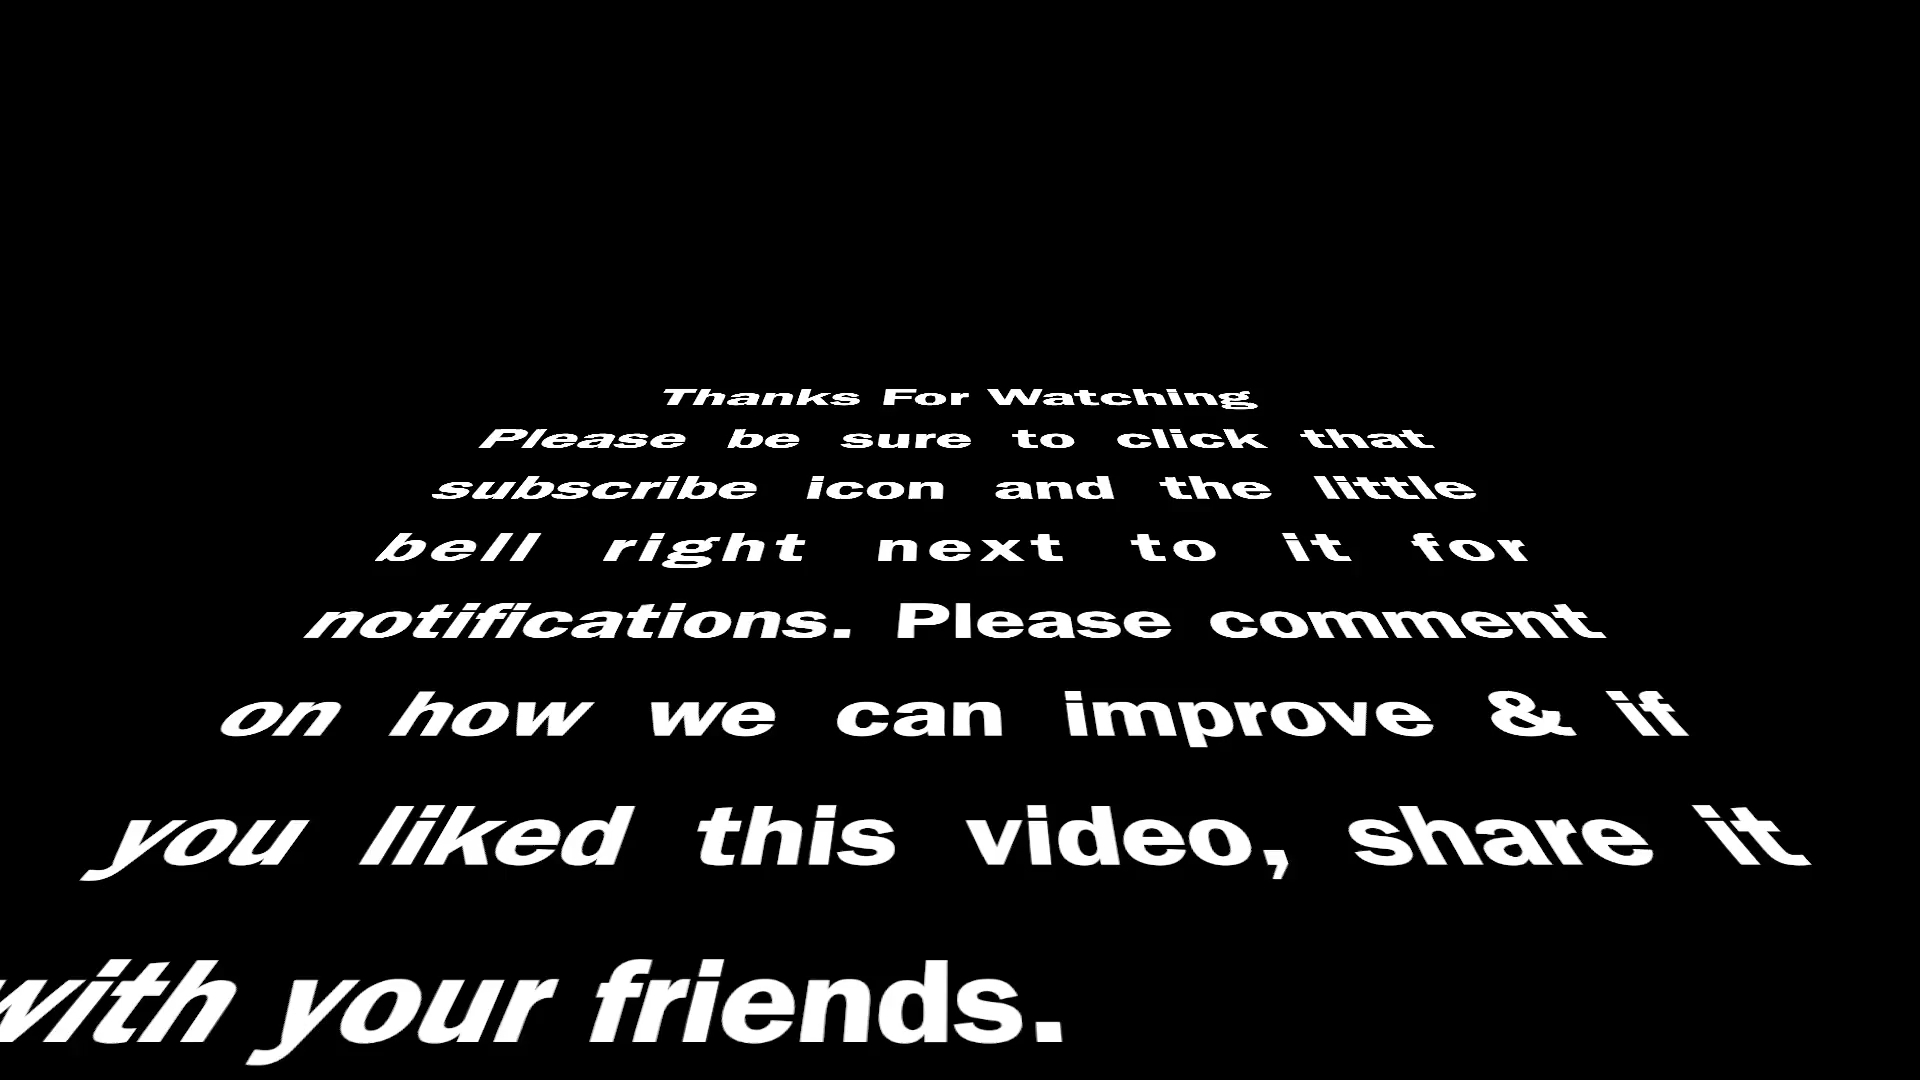 Thanks For Watching
Please be sure to click that
subscribe icon and the little
bell right next to it for
notifications. Please comment
on how we can improve & if
you liked this video, share it
with your friends.